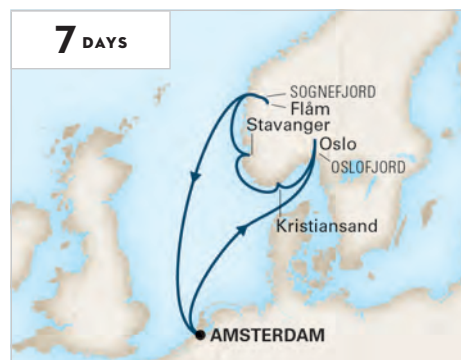 7 DAYS
SOGNEFJORD
Flåm
Stavanger
Oslo
OSLOFJORD
Kristiansand
AMSTERDAM